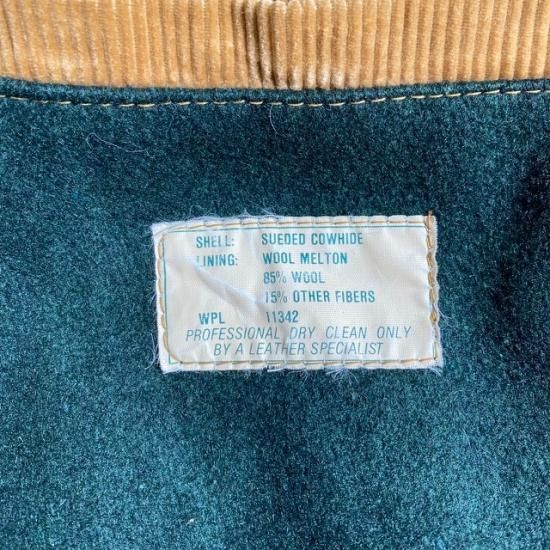 SHELL: SUEDED COWHIDE
LINING: WOOL MELTON
85% WOOL
15% OTHER FIBERS
WPL 11342
PROFESSIONAL DRY CLEAN ONLY
BY A LEATHER SPECIALIST